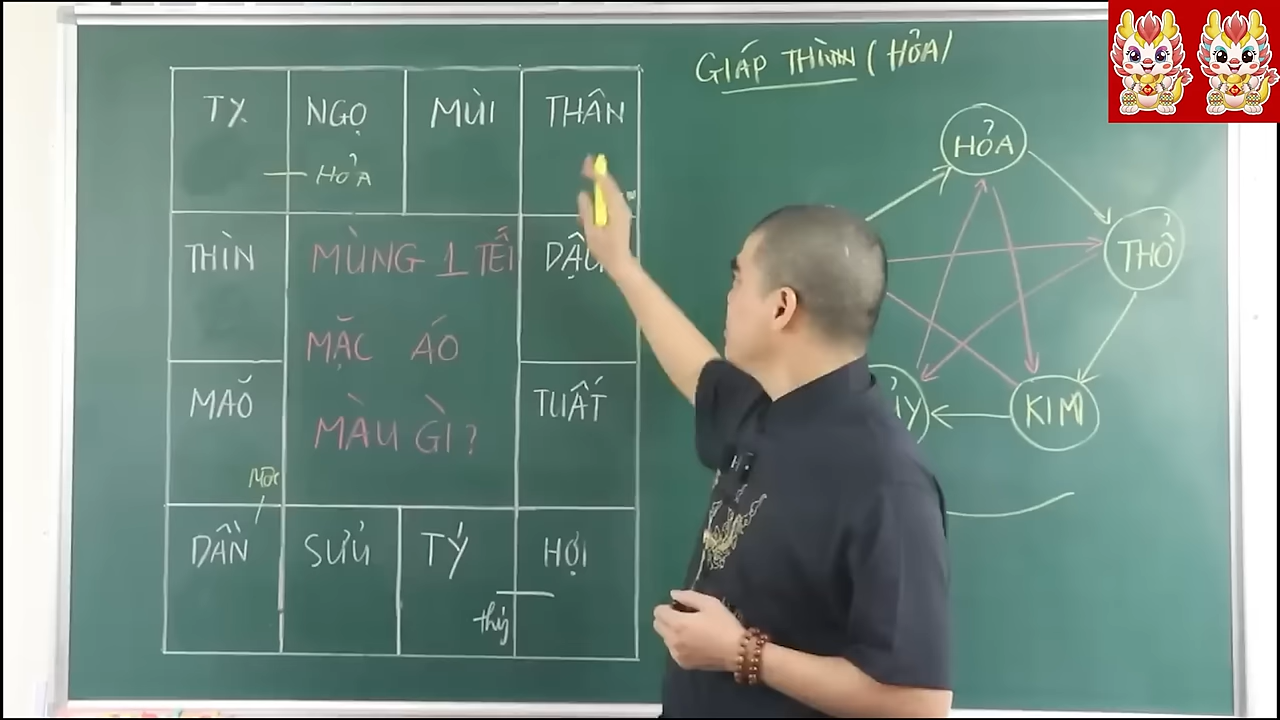 GIÁP THÌN (HỎA)
TỴ NGỌ MÙI THÂN
HỎA
THÌN MÙNG 1 TẾT DẬU
MẶC ÁO
MAÕ MÀU GÌ? TUẤT
MỘC
DẦN SỬU TÝ HỢI
thủy
HỎA
THỔ
KIM